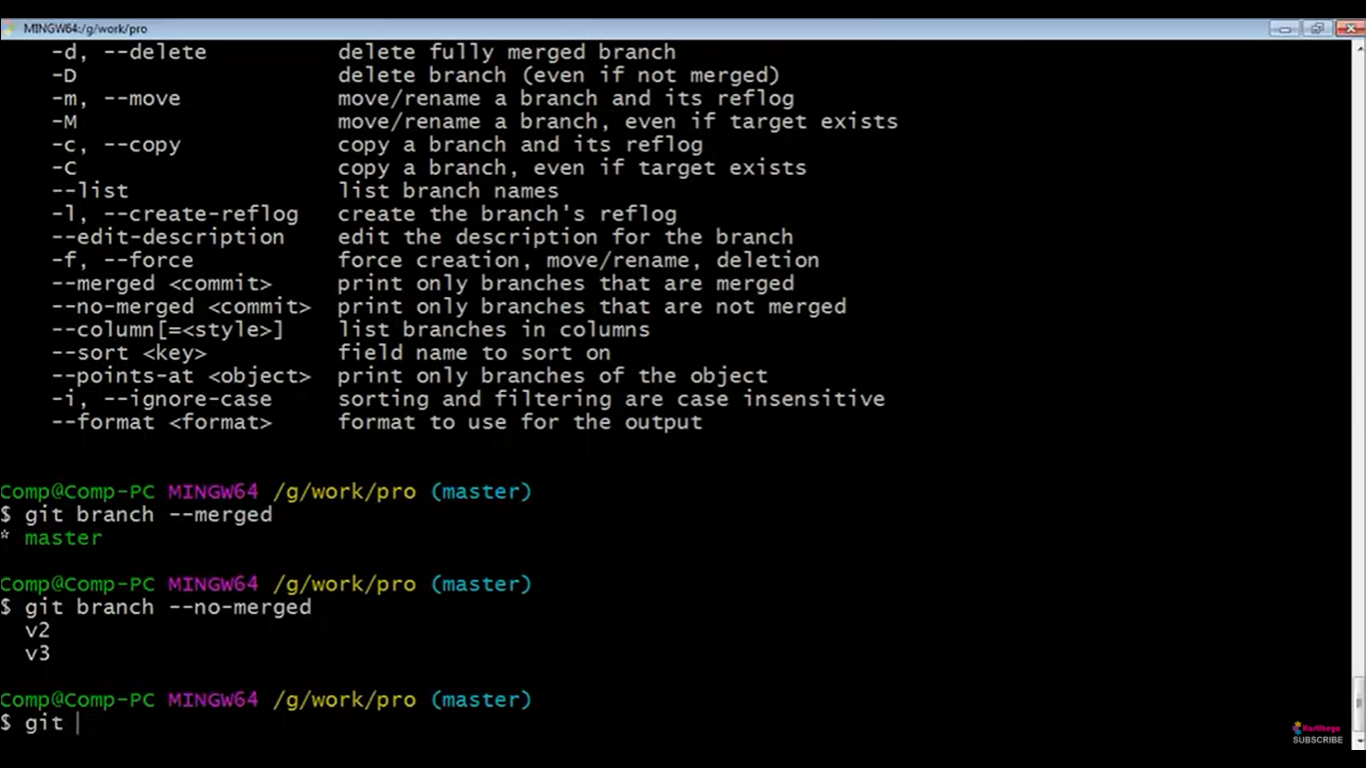 MINGW64:/g/work/pro
-d, --delete delete fully merged branch
-D delete branch (even if not merged)
-m, --move move/rename a branch and its reflog
-M move/rename a branch, even if target exists
-c, --copy copy a branch and its reflog
-C copy a branch, even if target exists
--list list branch names
-l, --create-reflog create the branch's reflog
--edit-description edit the description for the branch
-f, --force force creation, move/rename, deletion
--merged <commit> print only branches that are merged
--no-merged <commit> print only branches that are not merged
--column[=<style>] list branches in columns
--sort <key> field name to sort on
--points-at <object> print only branches of the object
-i, --ignore-case sorting and filtering are case insensitive
--format <format> format to use for the output
Comp@Comp-PC MINGW64 /g/work/pro (master)
$ git branch --merged
* master
Comp@Comp-PC MINGW64 /g/work/pro (master)
$ git branch --no-merged
v2
v3
Comp@Comp-PC MINGW64 /g/work/pro (master)
$ git
SUBSCRIBE